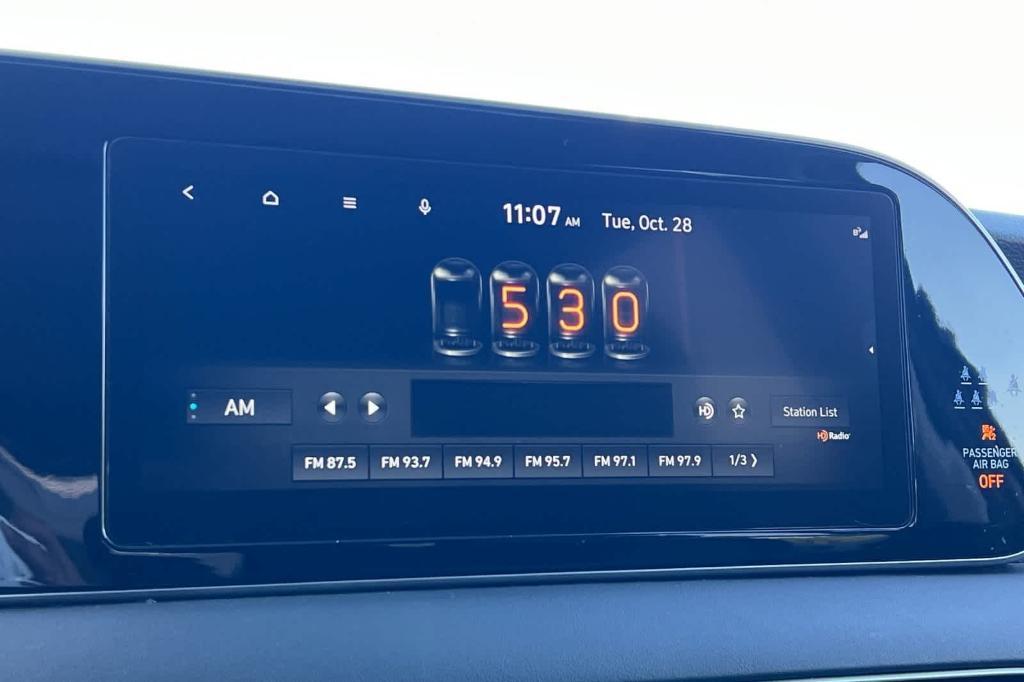 11:07 AM Tue, Oct. 28
530
AM
HD
Station List
HD Radio
FM 87.5 FM 93.7 FM 94.9 FM 95.7 FM 97.1 FM 97.9 1/3
PASSENGER
AIR BAG
OFF